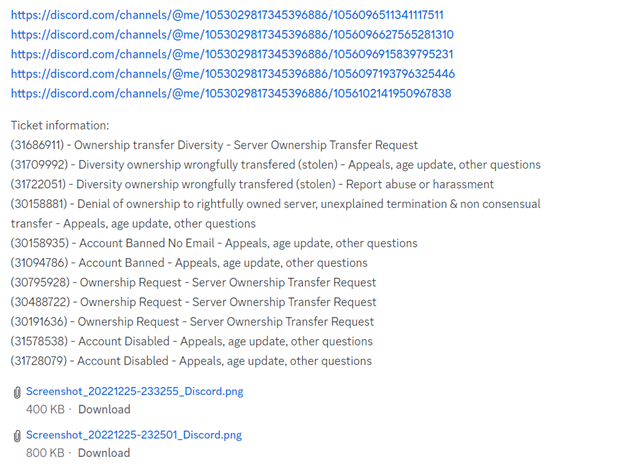 https://discord.com/channels/@me/1053029817345396886/1056096511341117511
https://discord.com/channels/@me/1053029817345396886/1056096627565281310
https://discord.com/channels/@me/1053029817345396886/1056096915839795231
https://discord.com/channels/@me/1053029817345396886/1056097193796325446
https://discord.com/channels/@me/1053029817345396886/1056102141950967838
Ticket information:
(31686911) - Ownership transfer Diversity - Server Ownership Transfer Request
(31709992) - Diversity ownership wrongfully transfered (stolen) - Appeals, age update, other questions
(31722051) - Diversity ownership wrongfully transfered (stolen) - Report abuse or harassment
(30158881) - Denial of ownership to rightfully owned server, unexplained termination & non consensual
transfer - Appeals, age update, other questions
(30158935) - Account Banned No Email - Appeals, age update, other questions
(31094786) - Account Banned - Appeals, age update, other questions
(30795928) - Ownership Request - Server Ownership Transfer Request
(30488722) - Ownership Request - Server Ownership Transfer Request
(30191636) - Ownership Request - Server Ownership Transfer Request
(31578538) - Account Disabled - Appeals, age update, other questions
(31728079) - Account Disabled - Appeals, age update, other questions
Screenshot_20221225-233255_Discord.png
400 KB · Download
Screenshot_20221225-232501_Discord.png
800 KB · Download